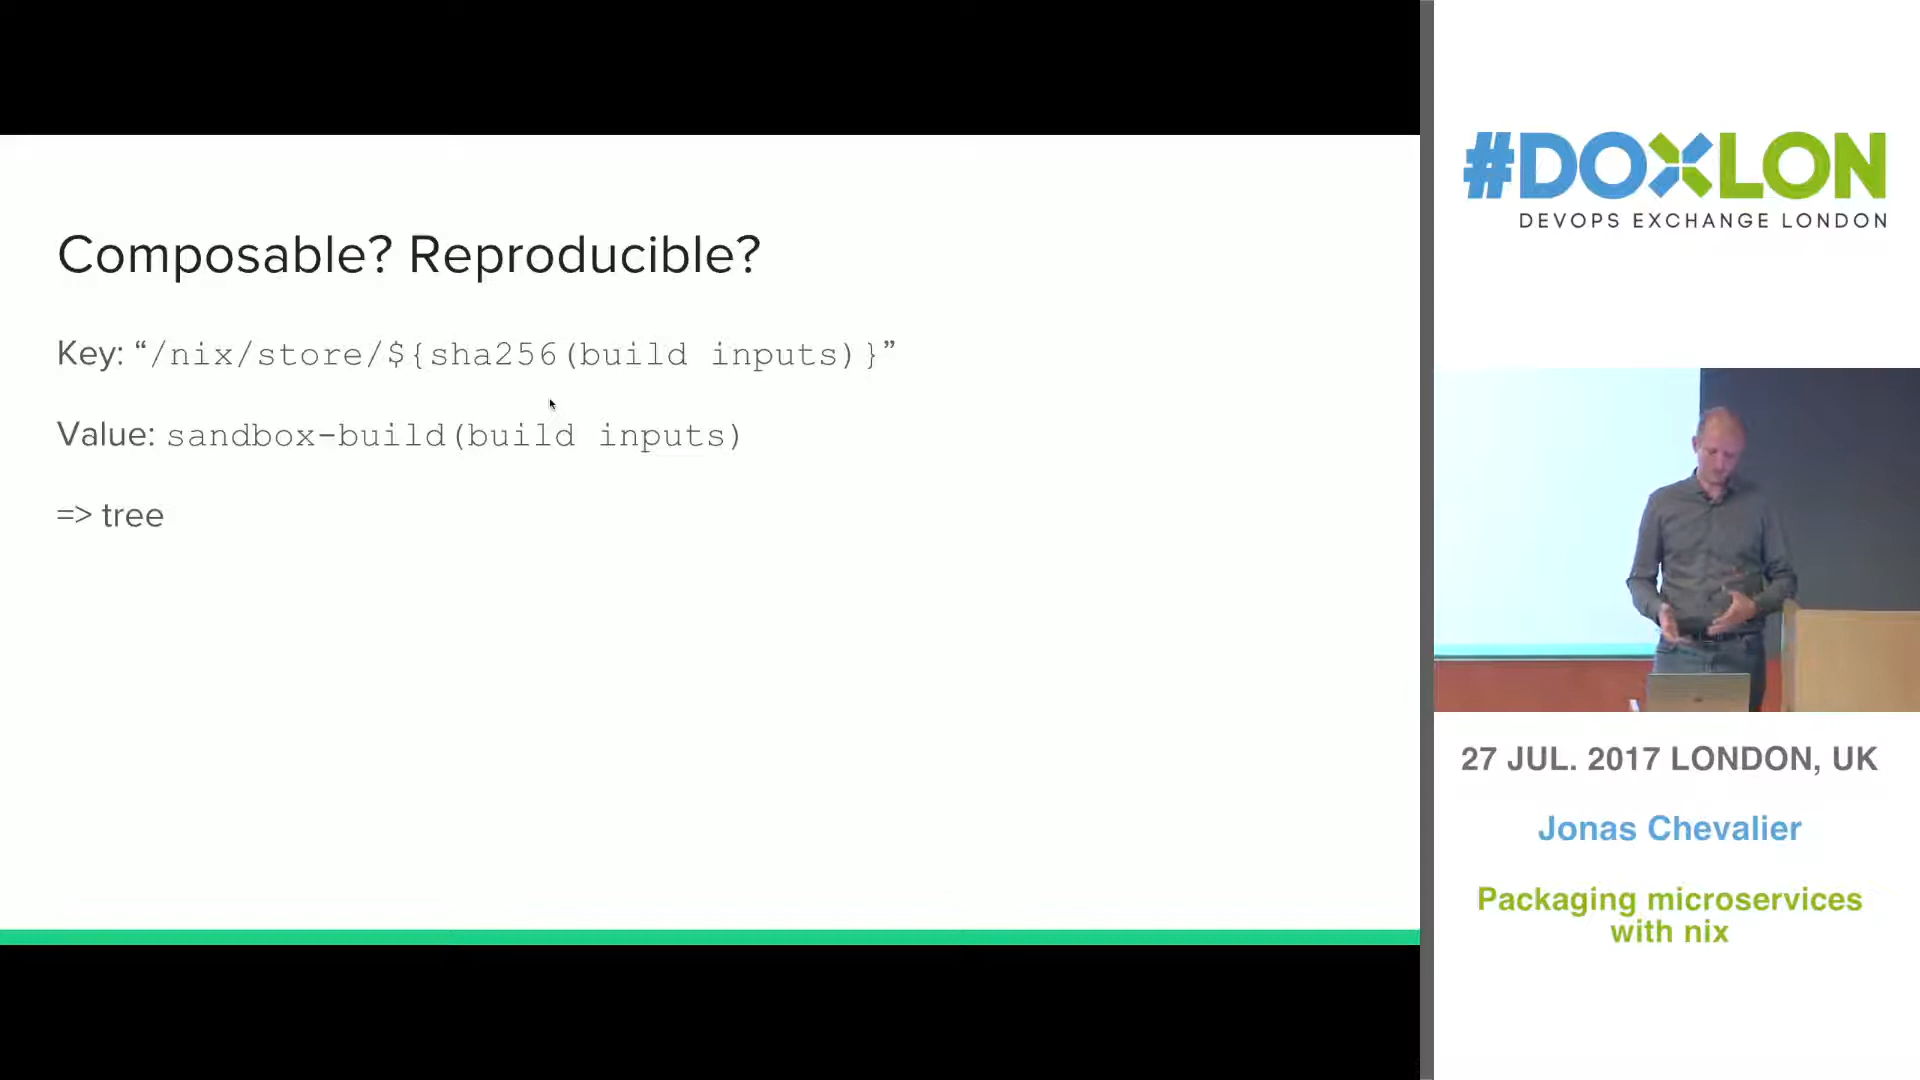 Composable? Reproducible?
Key: “/nix/store/${sha256(build inputs)}”
Value: sandbox-build(build inputs)
=> tree
#DOXLON
DEVOPS EXCHANGE LONDON
27 JUL. 2017 LONDON, UK
Jonas Chevalier
Packaging microservices
with nix